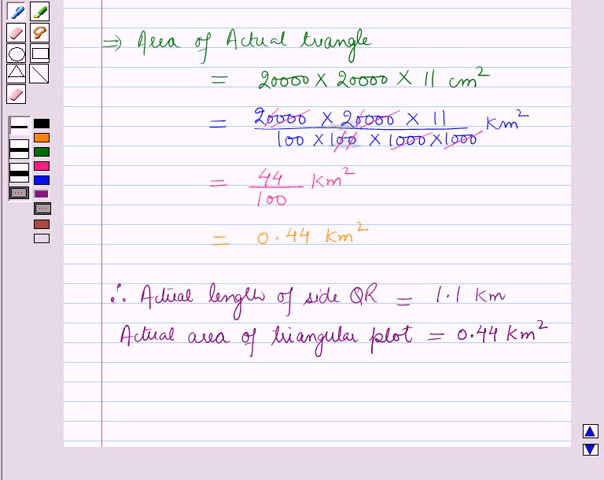 ⇒ Area of Actual triangle
= 20000 × 20000 × 11 cm²
= 20000 × 20000 × 11 / 100 × 100 × 1000 × 1000 Km²
= 44 / 100 Km²
= 0.44 Km²
∴ Actual length of side QR = 1.1 Km
Actual area of triangular plot = 0.44 Km²